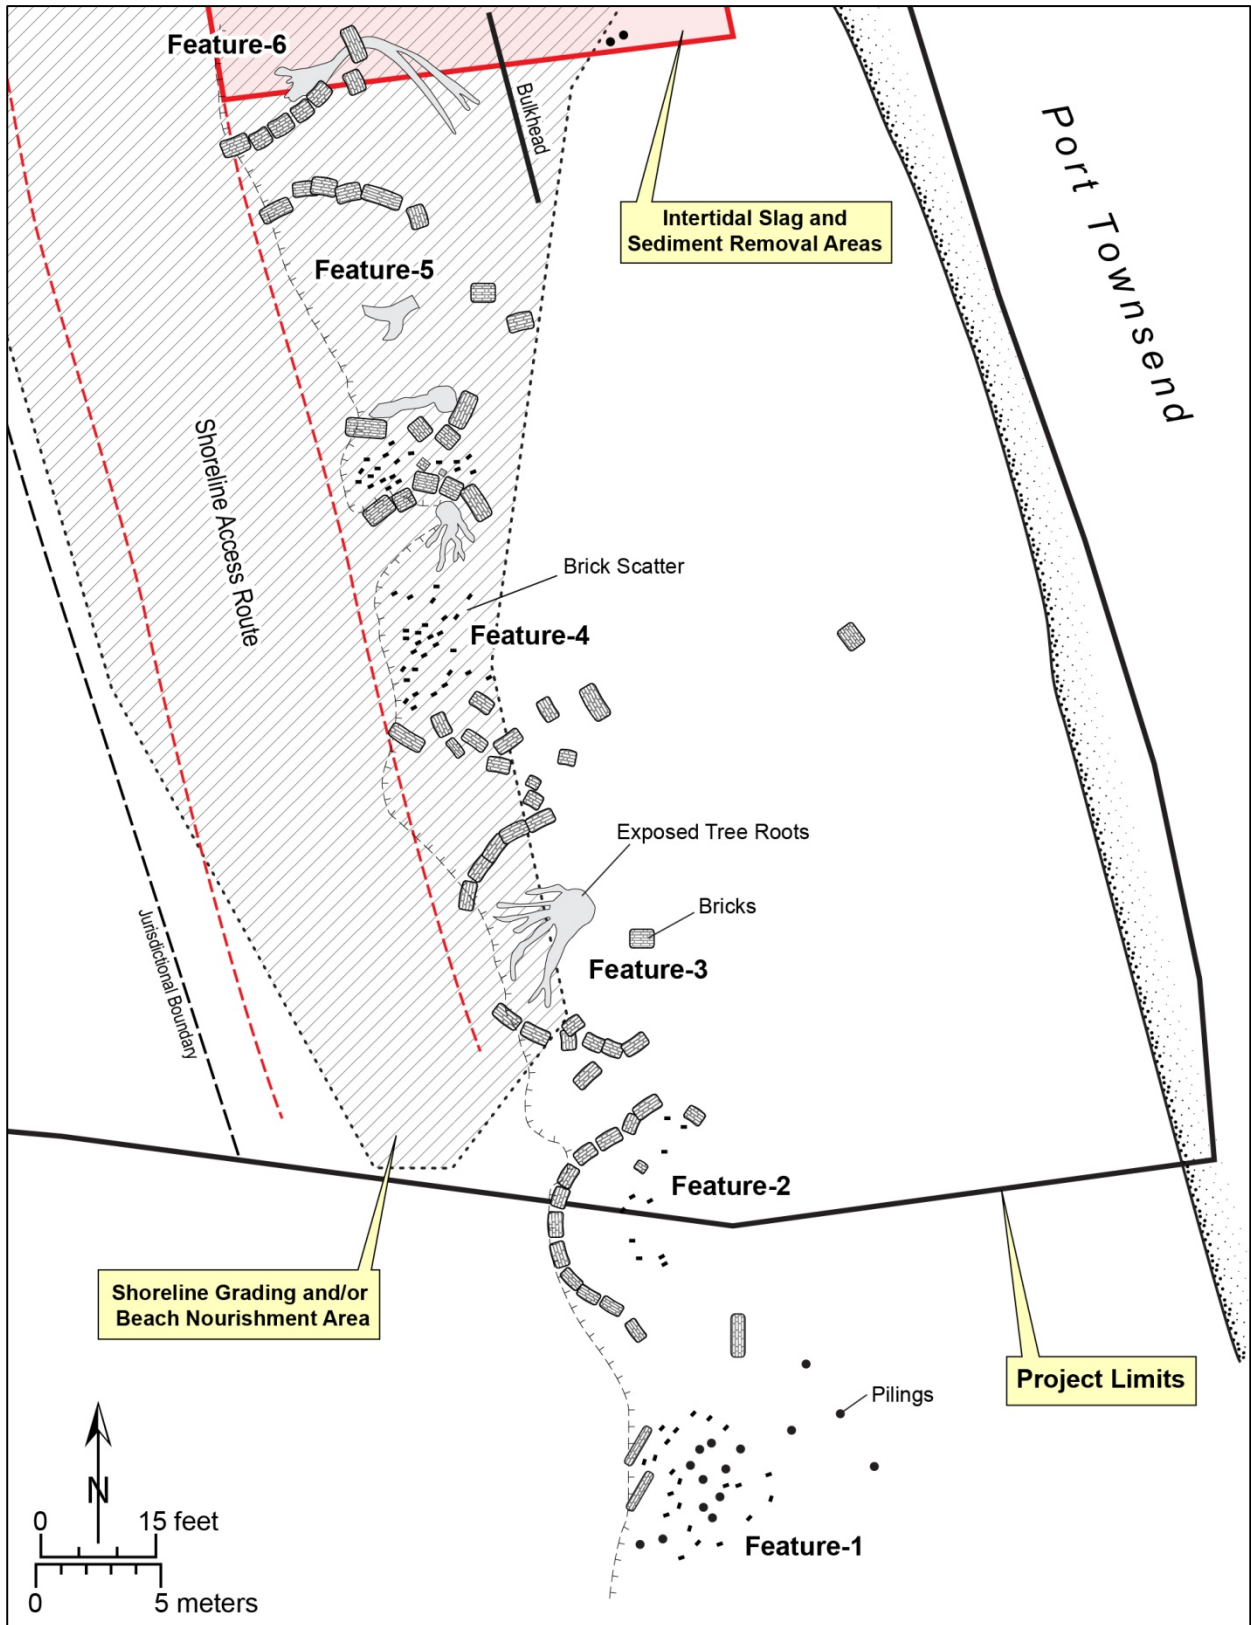 Feature-6
Bulkhead
Port Townsend
Intertidal Slag and
Sediment Removal Areas
Feature-5
Shoreline Access Route
Brick Scatter
Feature-4
Exposed Tree Roots
Bricks
Feature-3
Jurisdictional Boundary
Feature-2
Shoreline Grading and/or
Beach Nourishment Area
Project Limits
Pilings
N
0 15 feet
Feature-1
0 5 meters